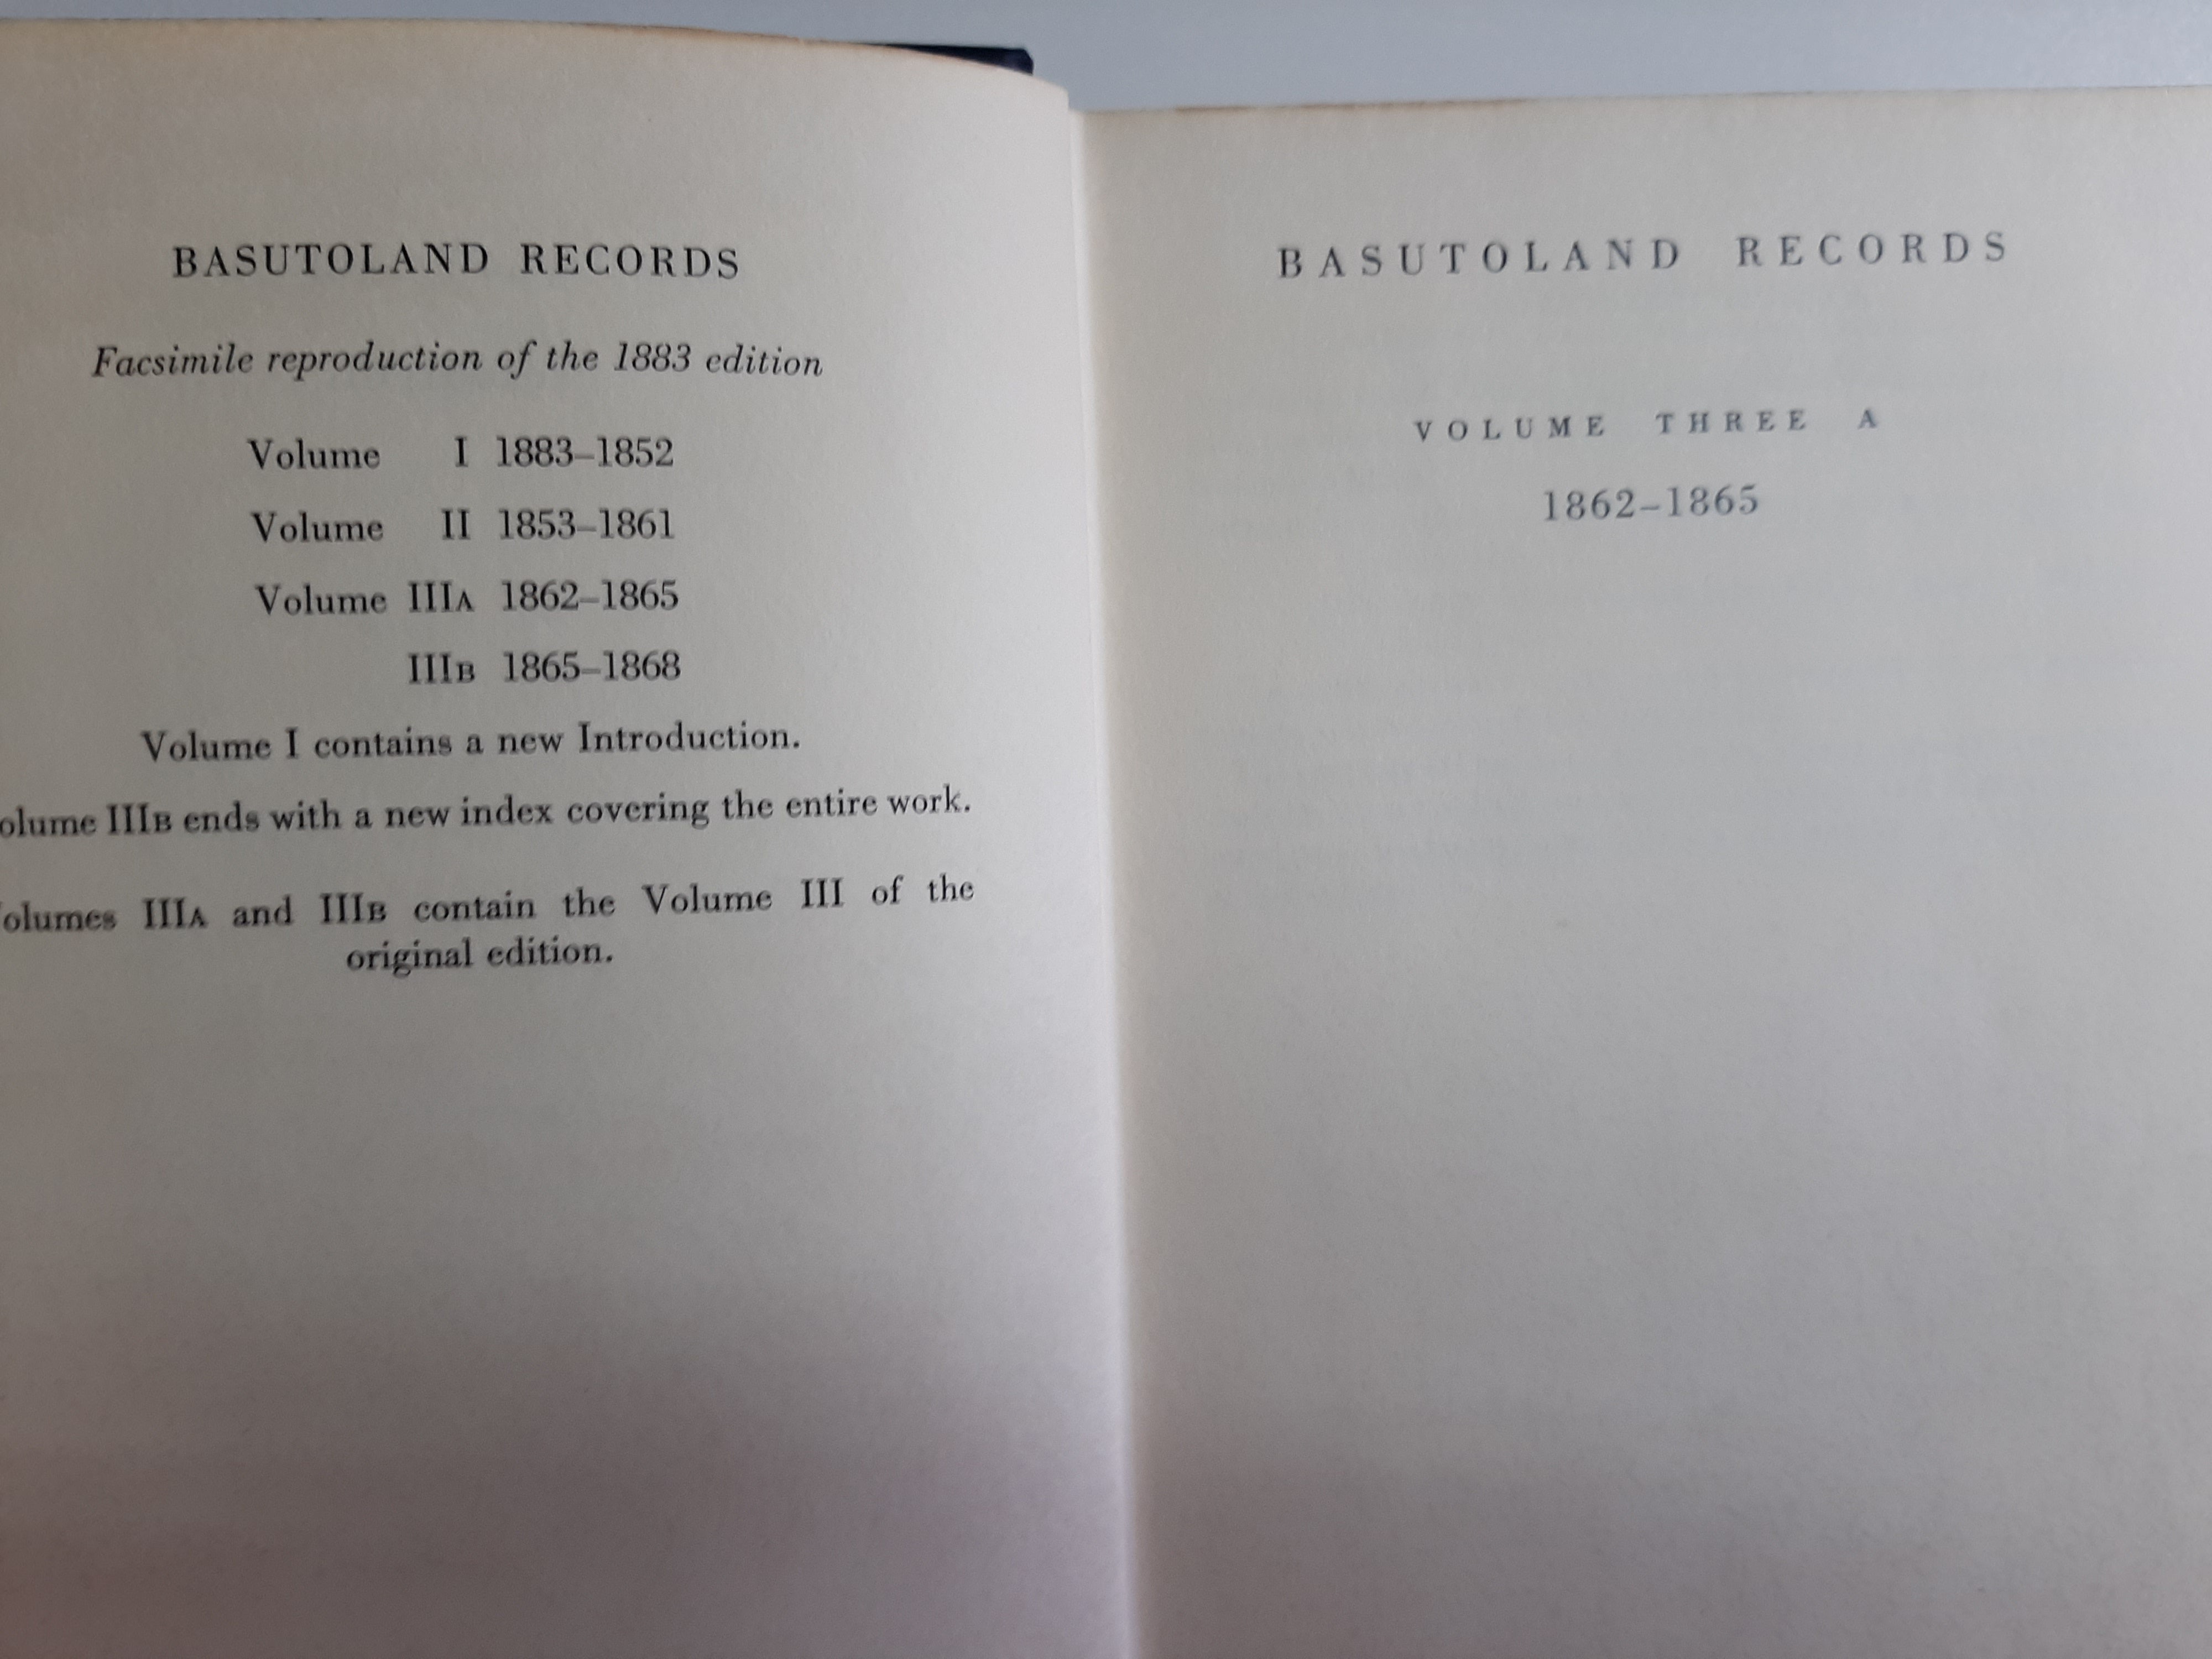 BASUTOLAND RECORDS
Facsimile reproduction of the 1883 edition
Volume I 1883–1852
Volume II 1853–1861
Volume IIIA 1862–1865
IIIB 1865–1868
Volume I contains a new Introduction.
olume IIIB ends with a new index covering the entire work.
olumes IIIA and IIIB contain the Volume III of the
original edition.
BASUTOLAND RECORDS
VOLUME THREE A
1862–1865